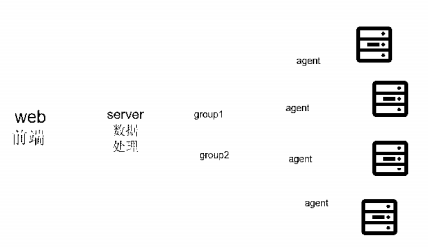 web
前端
server
数据
处理
group1
group2
agent
agent
agent
agent